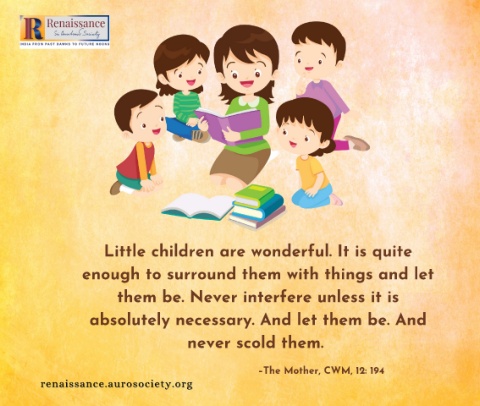 Renaissance
Sri Aurobindo Society
INDIA FROM PAST DAWNS TO FUTURE NOONS
Little children are wonderful. It is quite
enough to surround them with things and let
them be. Never interfere unless it is
absolutely necessary. And let them be. And
never scold them.
–The Mother, CWM, 12: 194
renaissance.aurosociety.org